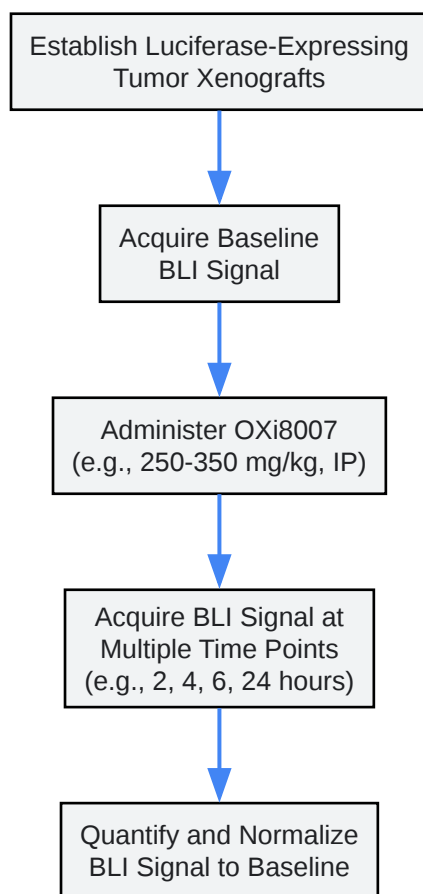 Establish Luciferase-Expressing
Tumor Xenografts
Acquire Baseline
BLI Signal
Administer OXi8007
(e.g., 250-350 mg/kg, IP)
Acquire BLI Signal at
Multiple Time Points
(e.g., 2, 4, 6, 24 hours)
Quantify and Normalize
BLI Signal to Baseline